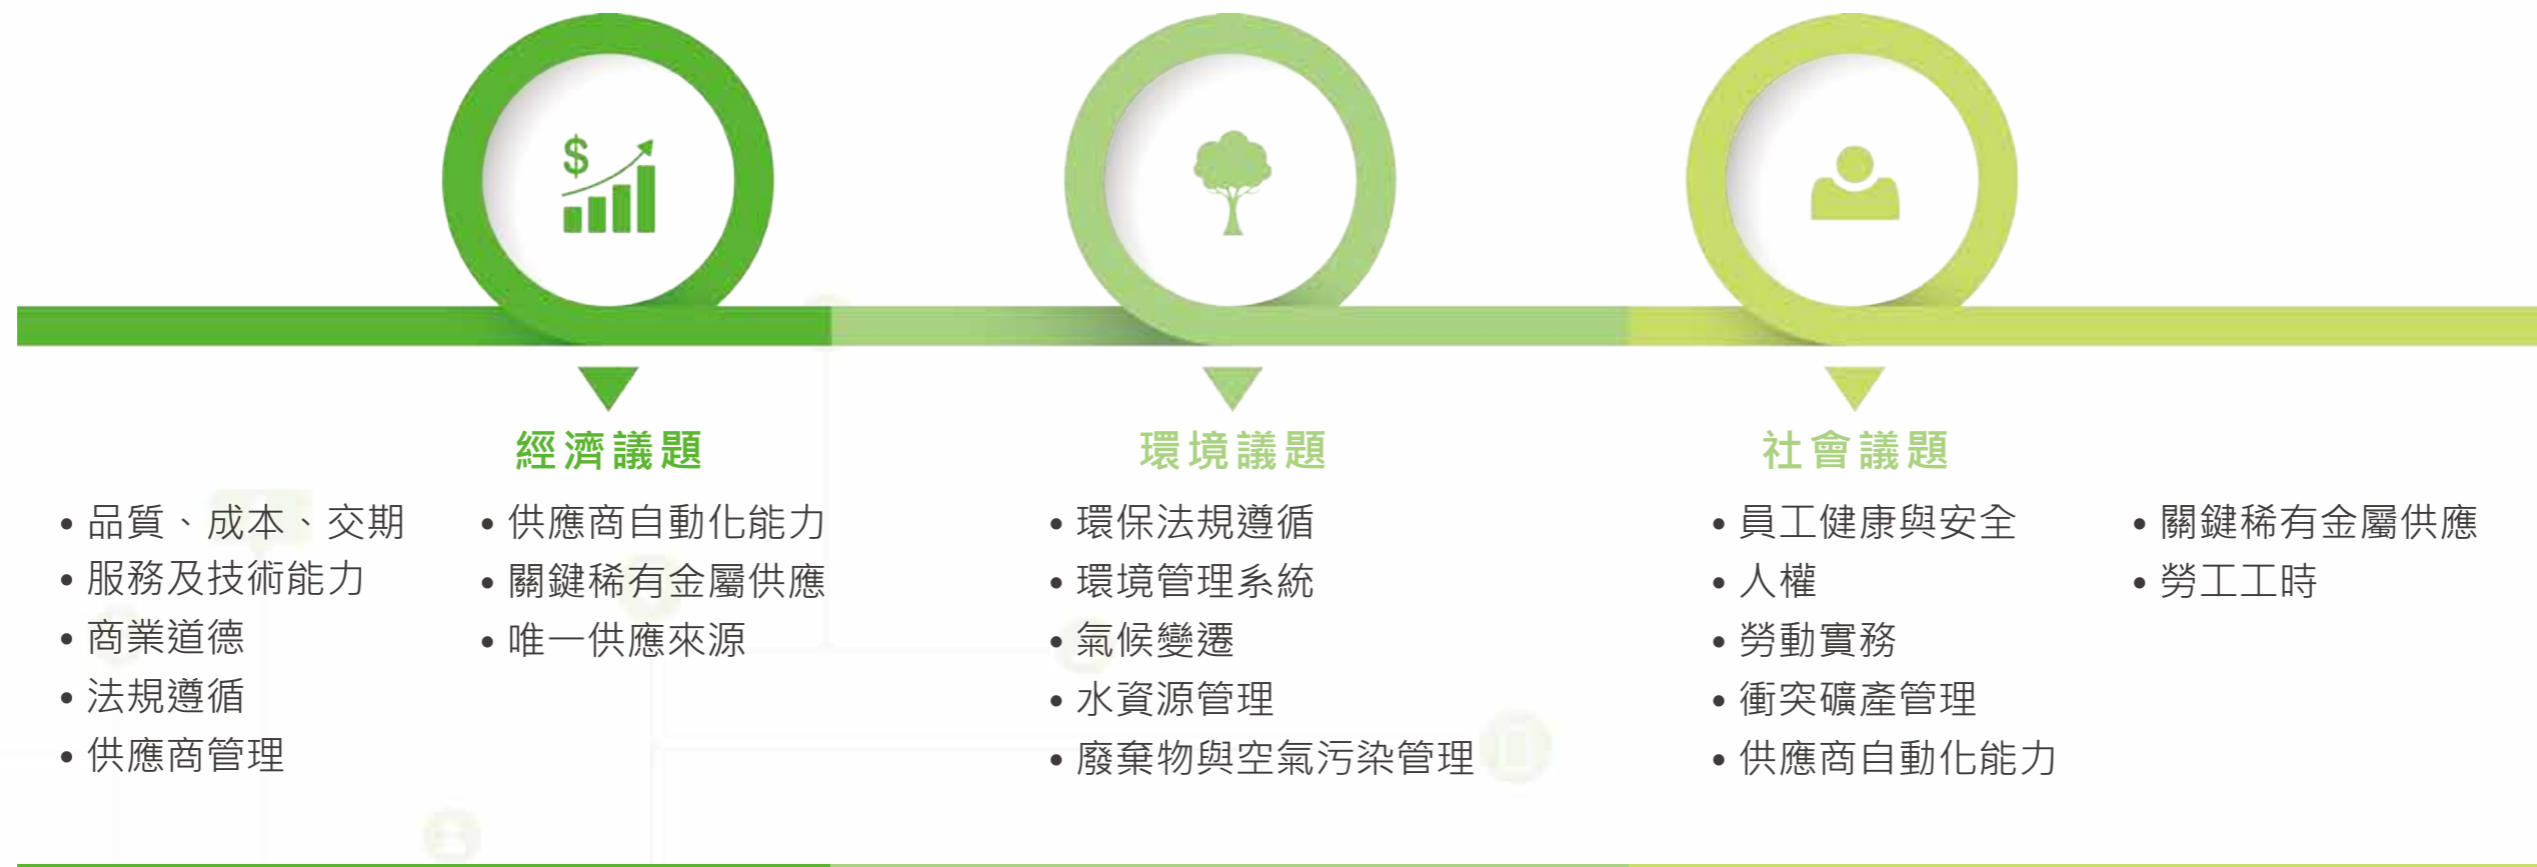 $
經濟議題
• 品質、成本、交期
• 服務及技術能力
• 商業道德
• 法規遵循
• 供應商管理
• 供應商自動化能力
• 關鍵稀有金屬供應
• 唯一供應來源
環境議題
• 環保法規遵循
• 環境管理系統
• 氣候變遷
• 水資源管理
• 廢棄物與空氣污染管理
社會議題
• 員工健康與安全
• 人權
• 勞動實務
• 衝突礦產管理
• 供應商自動化能力
• 關鍵稀有金屬供應
• 勞工工時